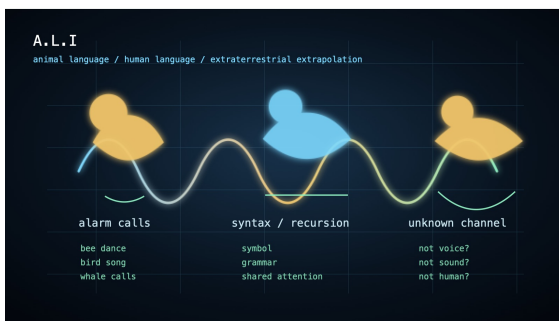 A.L.I
animal language / human language / extraterrestrial extrapolation
alarm calls
bee dance
bird song
whale calls
syntax / recursion
symbol
grammar
shared attention
unknown channel
not voice?
not sound?
not human?